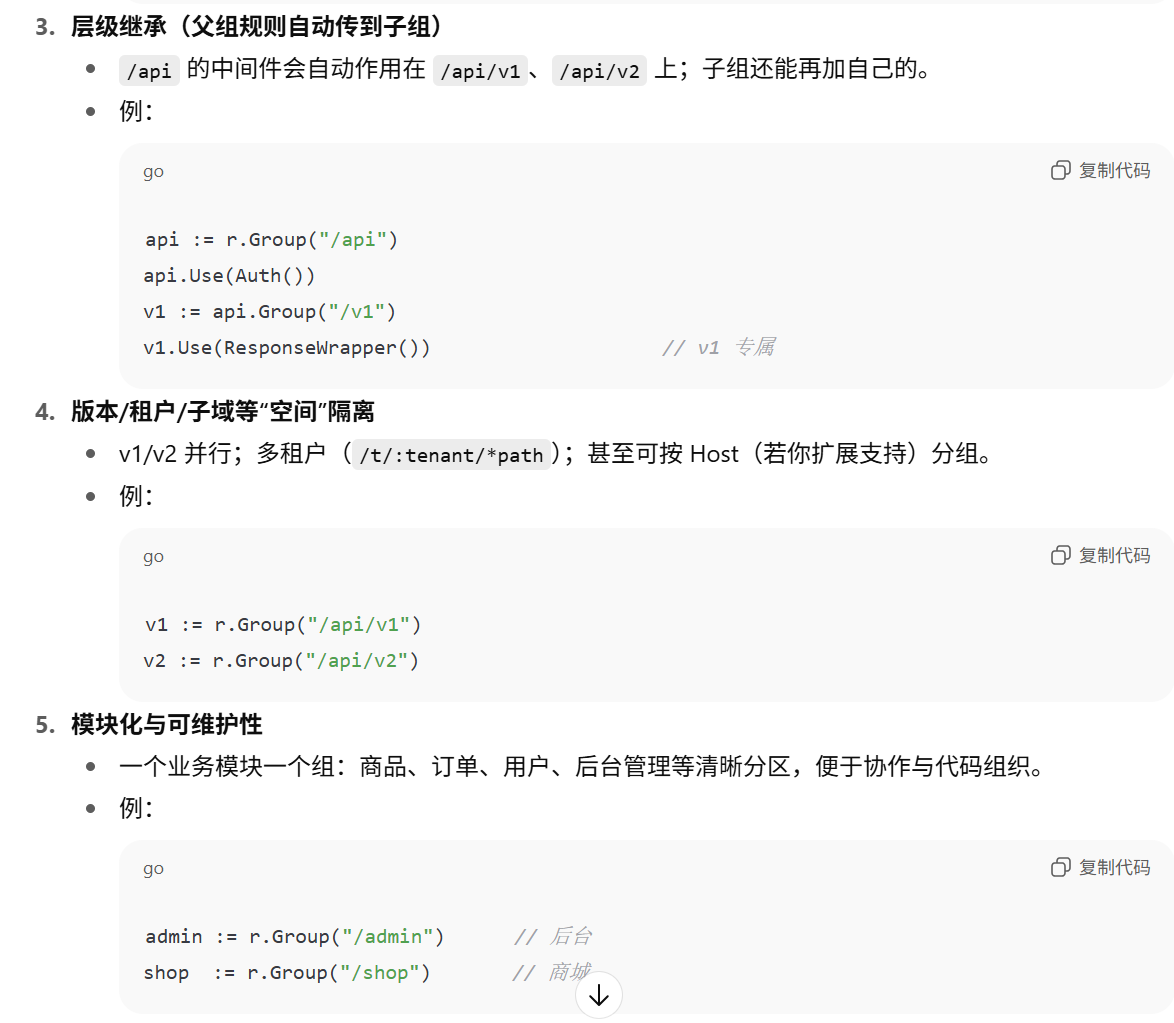 3. 层级继承（父组规则自动传到子组）
/api 的中间件会自动作用在 /api/v1、/api/v2 上；子组还能再加自己的。
例：
go 复制代码
api := r.Group("/api")
api.Use(Auth())
v1 := api.Group("/v1")
v1.Use(ResponseWrapper()) // v1 专属
4. 版本/租户/子域等“空间”隔离
v1/v2 并行；多租户（/t/:tenant/*path）；甚至可按 Host（若你扩展支持）分组。
例：
go 复制代码
v1 := r.Group("/api/v1")
v2 := r.Group("/api/v2")
5. 模块化与可维护性
一个业务模块一个组：商品、订单、用户、后台管理等清晰分区，便于协作与代码组织。
例：
go 复制代码
admin := r.Group("/admin") // 后台
shop := r.Group("/shop") // 商城